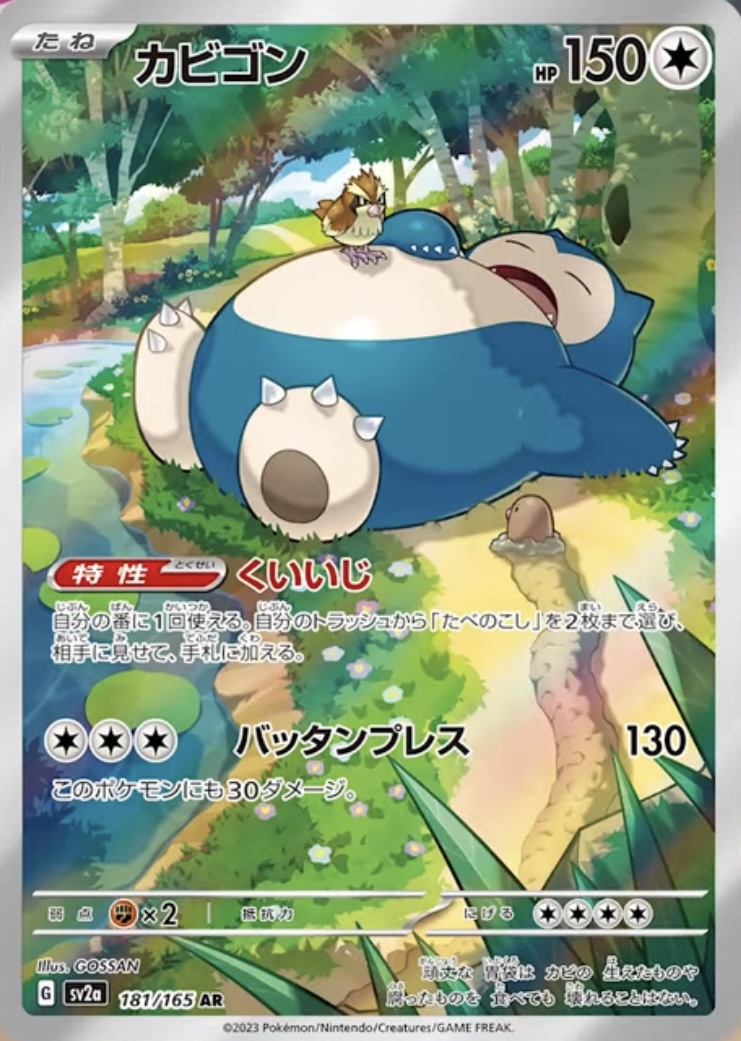 たね
カビゴン
HP 150
特性 とくせい
くいいじ
自分の番に1回使える。自分のトラッシュから「たべのこし」を2枚まで選び、
相手に見せて、手札に加える。
バッタンプレス 130
このポケモンにも30ダメージ。
弱点 ×2 抵抗力 にげる
Illus. GOSSAN
頑丈な 胃袋は カビの 生えたものや
腐ったものを 食べても 壊れることはない。
G sv2a 181/165 AR
©2023 Pokémon/Nintendo/Creatures/GAME FREAK.